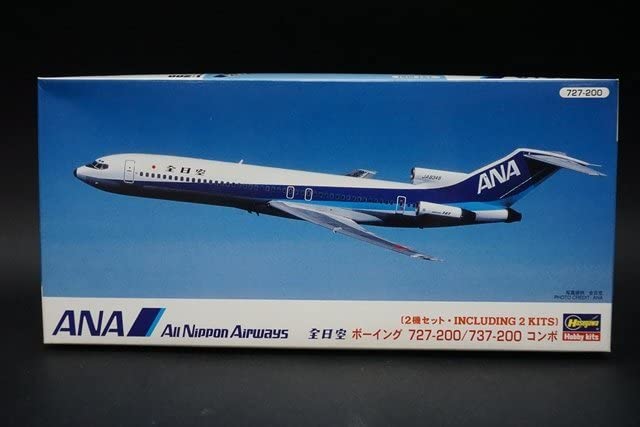 727-200
全日空
JA8348
ANA
写真提供 全日空
PHOTO CREDIT: ANA
〔2機セット・INCLUDING 2 KITS〕
ANA All Nippon Airways 全日空 ボーイング 727-200/737-200 コンボ
Hasegawa
Hobby kits